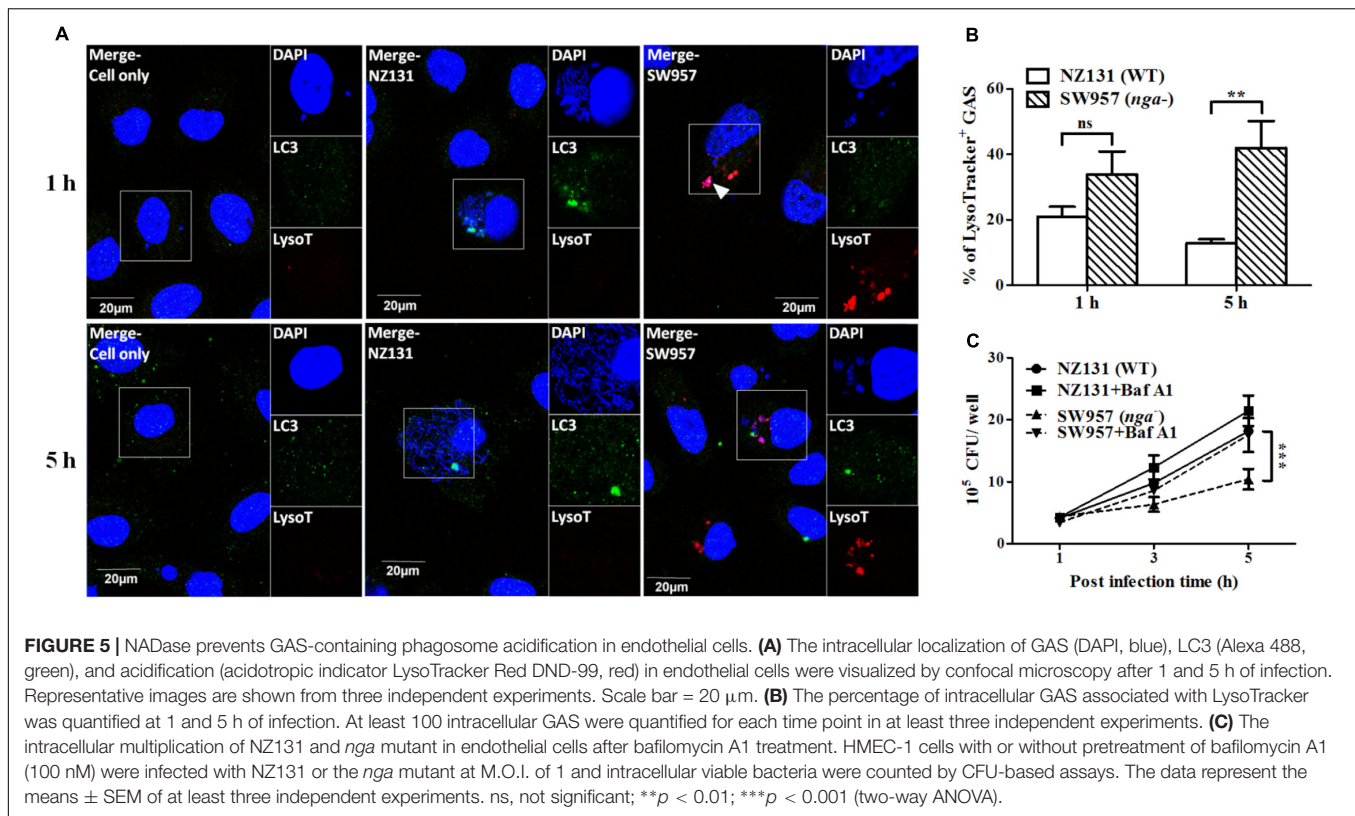 A
Merge-
Cell only
DAPI
LC3
LysoT
20μm
Merge-
NZ131
DAPI
LC3
LysoT
20μm
Merge-
SW957
DAPI
LC3
LysoT
20μm
1 h
Merge-
Cell only
DAPI
LC3
LysoT
20μm
Merge-
NZ131
DAPI
LC3
LysoT
20μm
Merge-
SW957
DAPI
LC3
LysoT
20μm
5 h
B
NZ131 (WT)
SW957 (nga-)
% of LysoTracker+ GAS
60
40
20
0
ns
**
1 h
5 h
C
NZ131 (WT)
NZ131+Baf A1
SW957 (nga-)
SW957+Baf A1
10^5 CFU/ well
30
20
10
0
***
1
3
5
Post infection time (h)
FIGURE 5 | NADase prevents GAS-containing phagosome acidification in endothelial cells. (A) The intracellular localization of GAS (DAPI, blue), LC3 (Alexa 488,
green), and acidification (acidotropic indicator LysoTracker Red DND-99, red) in endothelial cells were visualized by confocal microscopy after 1 and 5 h of infection.
Representative images are shown from three independent experiments. Scale bar = 20 μm. (B) The percentage of intracellular GAS associated with LysoTracker
was quantified at 1 and 5 h of infection. At least 100 intracellular GAS were quantified for each time point in at least three independent experiments. (C) The
intracellular multiplication of NZ131 and nga mutant in endothelial cells after bafilomycin A1 treatment. HMEC-1 cells with or without pretreatment of bafilomycin A1
(100 nM) were infected with NZ131 or the nga mutant at M.O.I. of 1 and intracellular viable bacteria were counted by CFU-based assays. The data represent the
means ± SEM of at least three independent experiments. ns, not significant; **p < 0.01; ***p < 0.001 (two-way ANOVA).